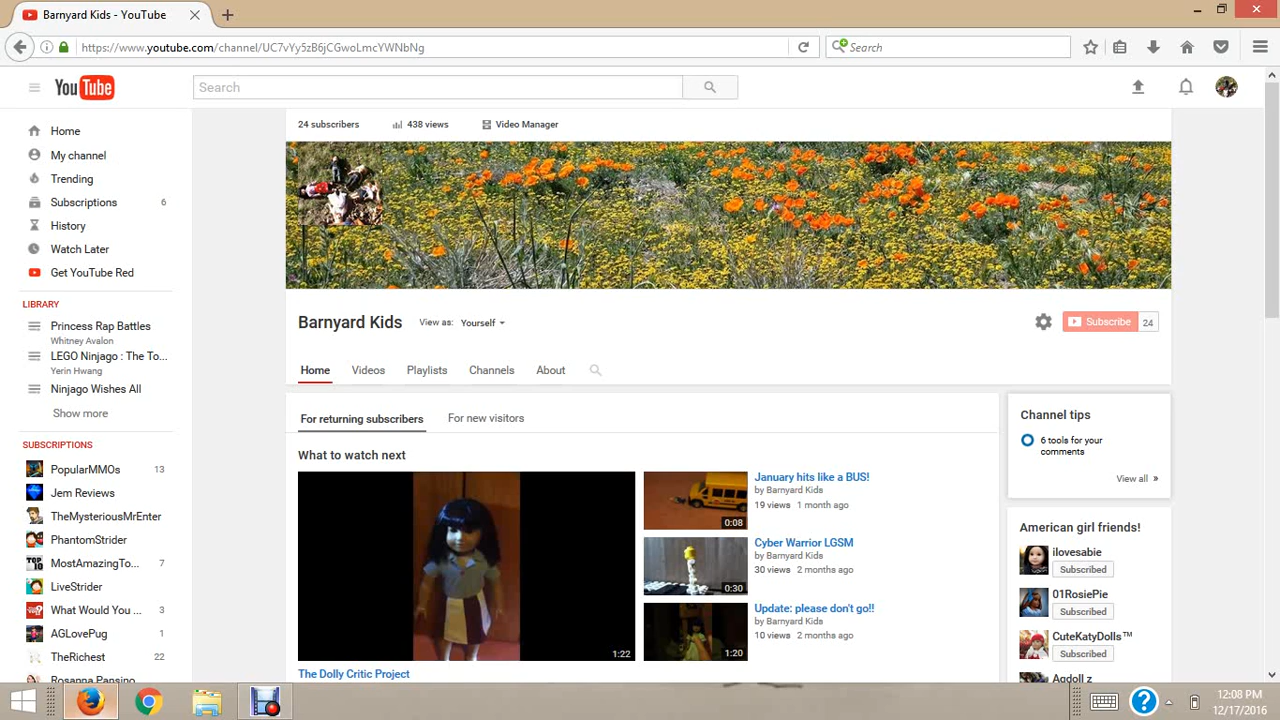 Barnyard Kids - YouTube
https://www.youtube.com/channel/UC7vYy5zB6jCGwoLmcYWNbNg
Search
YouTube
Search
Home
My channel
Trending
Subscriptions 6
History
Watch Later
Get YouTube Red
LIBRARY
Princess Rap Battles
Whitney Avalon
LEGO Ninjago : The To...
Yerin Hwang
Ninjago Wishes All
Show more
SUBSCRIPTIONS
PopularMMOs 13
Jem Reviews
TheMysteriousMrEnter
PhantomStrider
MostAmazingTo... 7
LiveStrider
What Would You ... 3
AGLovePug 1
TheRichest 22
Rosanna Pansino
24 subscribers 438 views Video Manager
Barnyard Kids View as: Yourself
Subscribe 24
Home Videos Playlists Channels About
For returning subscribers For new visitors
What to watch next
1:22
The Dolly Critic Project
0:08
January hits like a BUS!
by Barnyard Kids
19 views 1 month ago
0:30
Cyber Warrior LGSM
by Barnyard Kids
30 views 2 months ago
1:20
Update: please don't go!!
by Barnyard Kids
10 views 2 months ago
Channel tips
6 tools for your
comments
View all »
American girl friends!
ilovesabie
Subscribed
01RosiePie
Subscribed
CuteKatyDolls™
Subscribed
Agdoll z
12:08 PM
12/17/2016